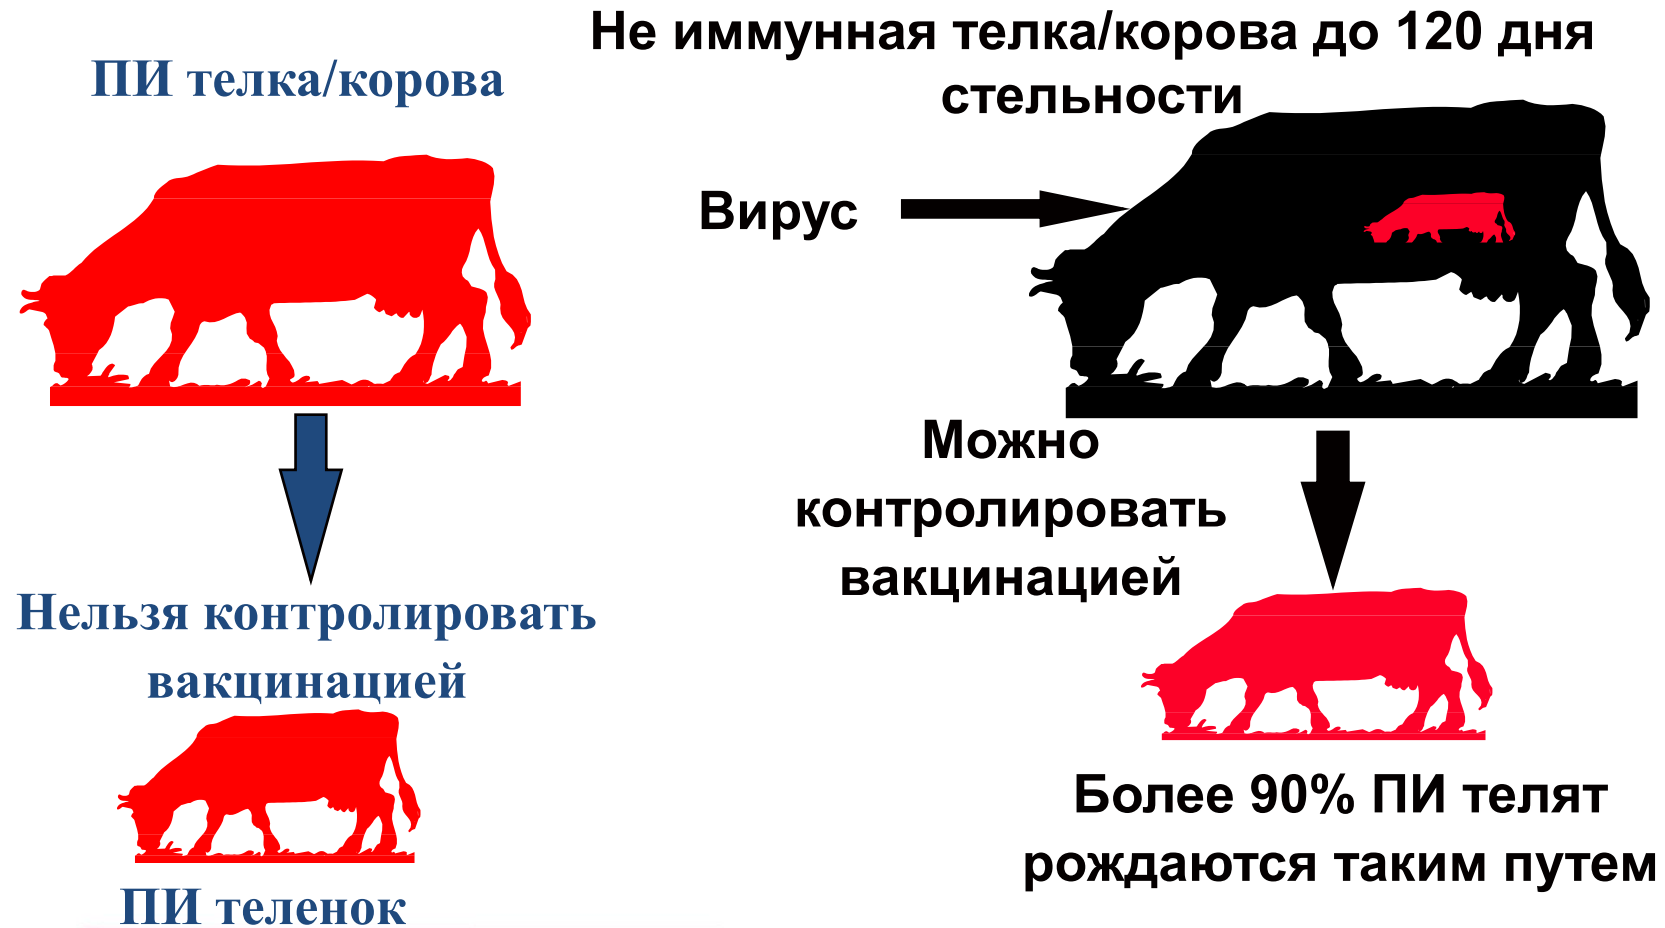 ПИ телка/корова
Нельзя контролировать
вакцинацией
ПИ теленок
Не иммунная телка/корова до 120 дня
стельности
Вирус
Можно
контролировать
вакцинацией
Более 90% ПИ телят
рождаются таким путем